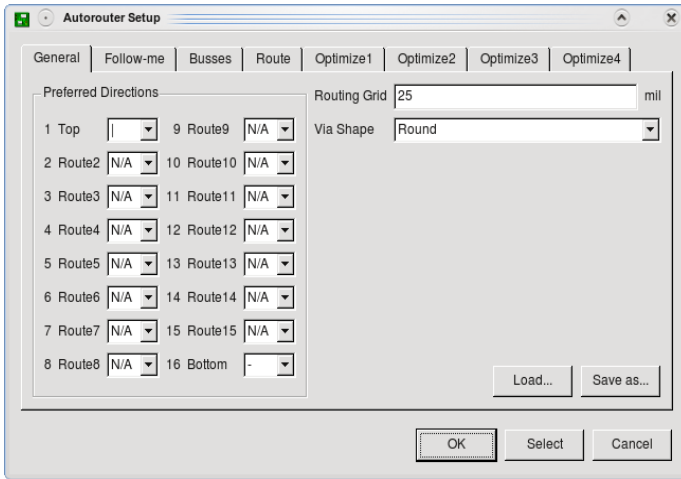 Autorouter Setup
General Follow-me Busses Route Optimize1 Optimize2 Optimize3 Optimize4
Preferred Directions
Routing Grid 25 mil
1 Top | 9 Route9 N/A
Via Shape Round
2 Route2 N/A 10 Route10 N/A
3 Route3 N/A 11 Route11 N/A
4 Route4 N/A 12 Route12 N/A
5 Route5 N/A 13 Route13 N/A
6 Route6 N/A 14 Route14 N/A
7 Route7 N/A 15 Route15 N/A
8 Route8 N/A 16 Bottom -
Load... Save as...
OK Select Cancel